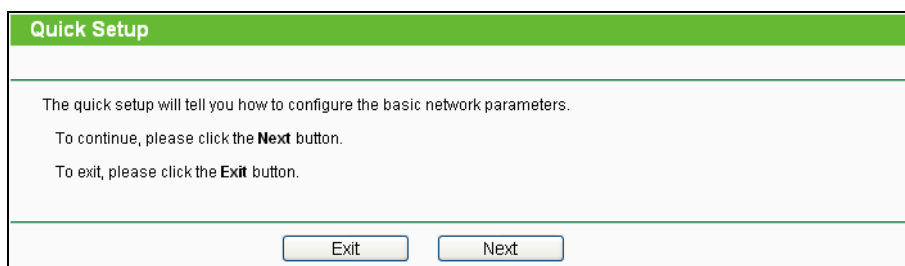 Quick Setup
The quick setup will tell you how to configure the basic network parameters.
To continue, please click the Next button.
To exit, please click the Exit button.
Exit Next